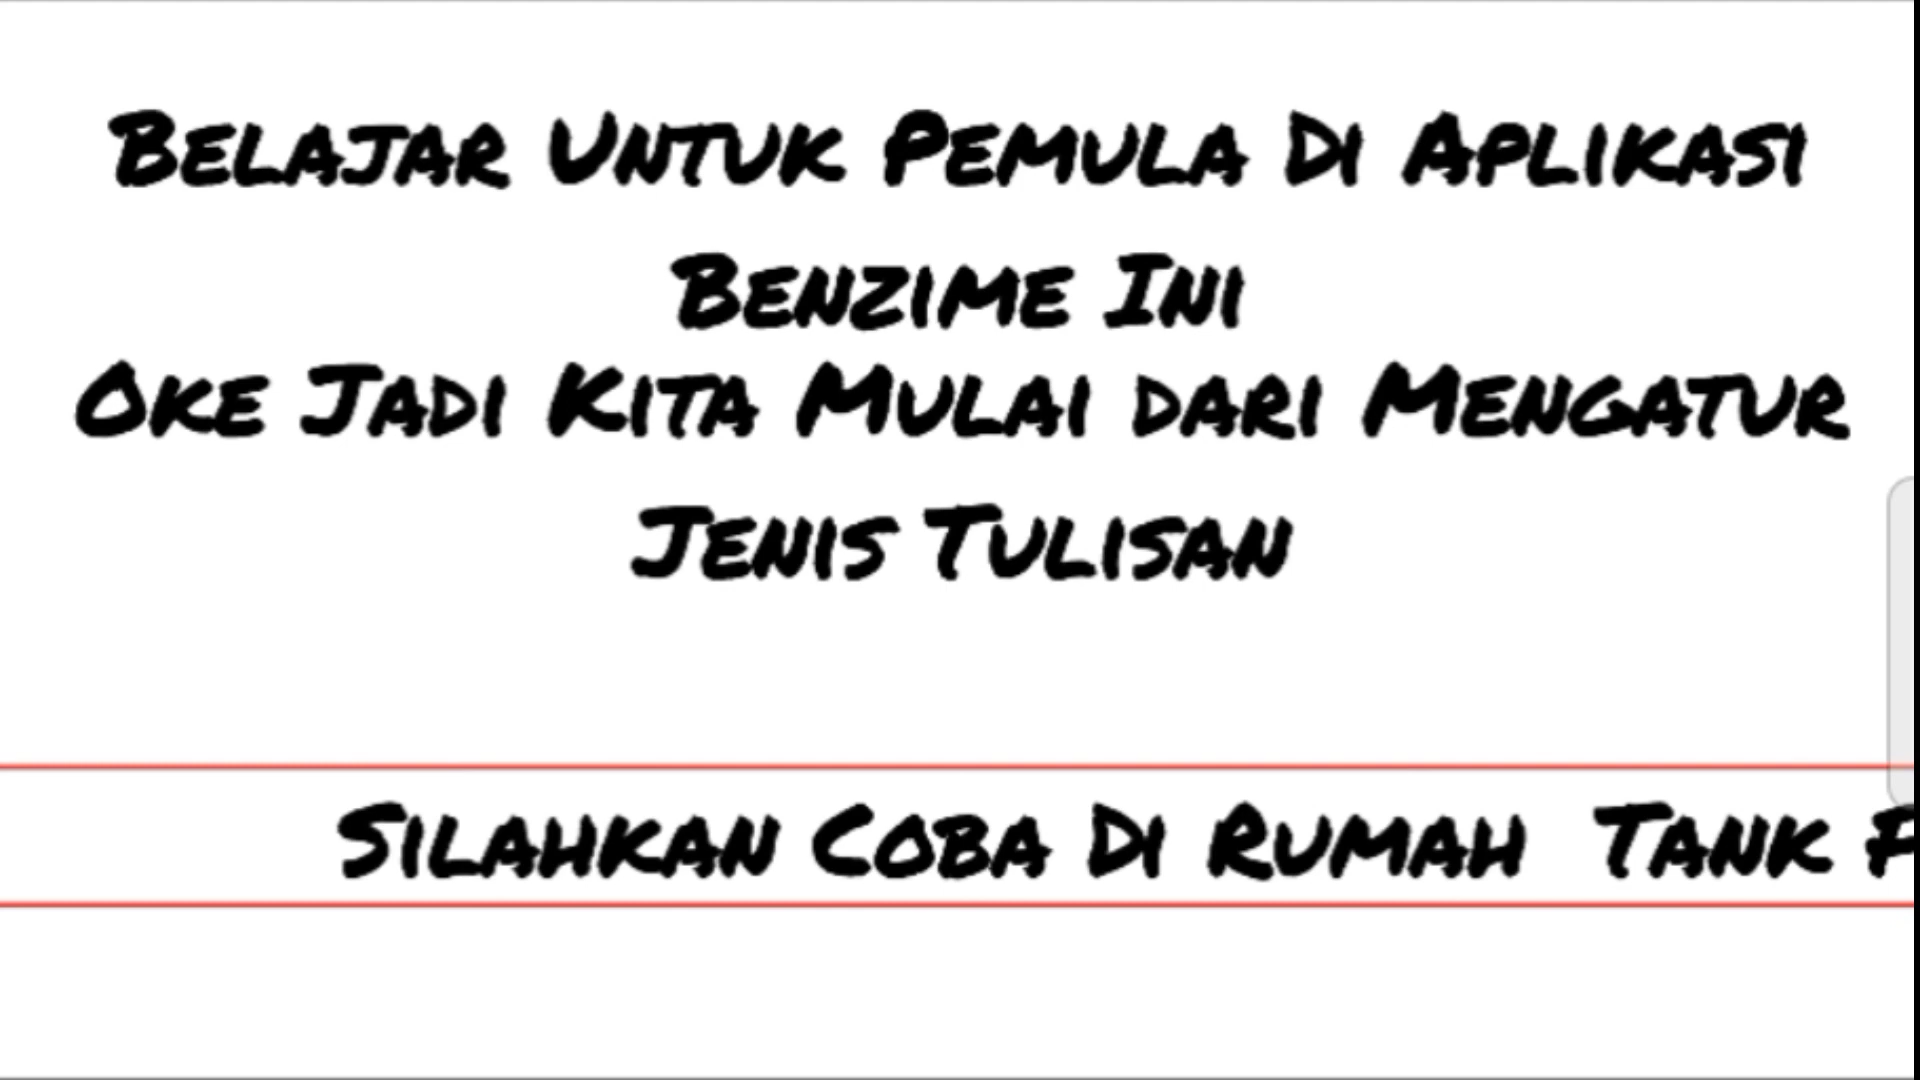 Belajar Untuk Pemula Di Aplikasi
Benzime Ini
Oke Jadi Kita Mulai dari Mengatur
Jenis Tulisan
Silahkan Coba Di Rumah Tank